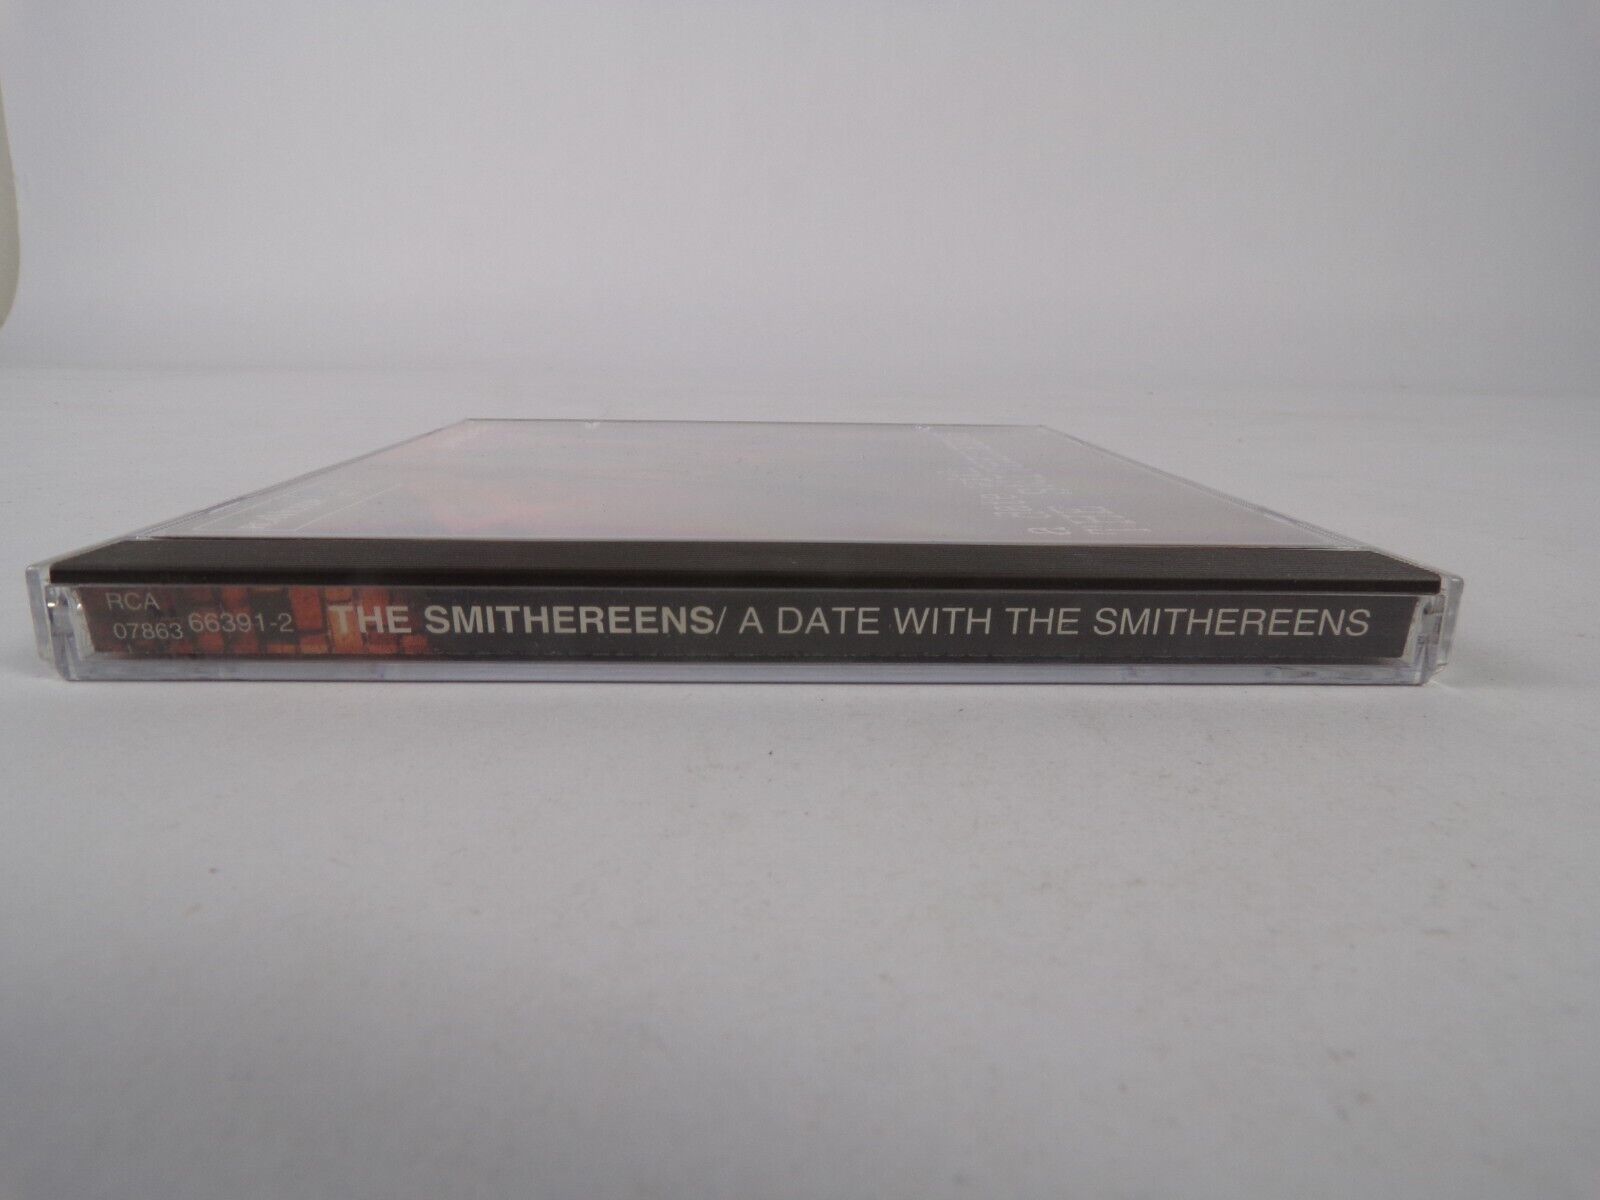 RCA
07863 66391-2 THE SMITHEREENS/ A DATE WITH THE SMITHEREENS